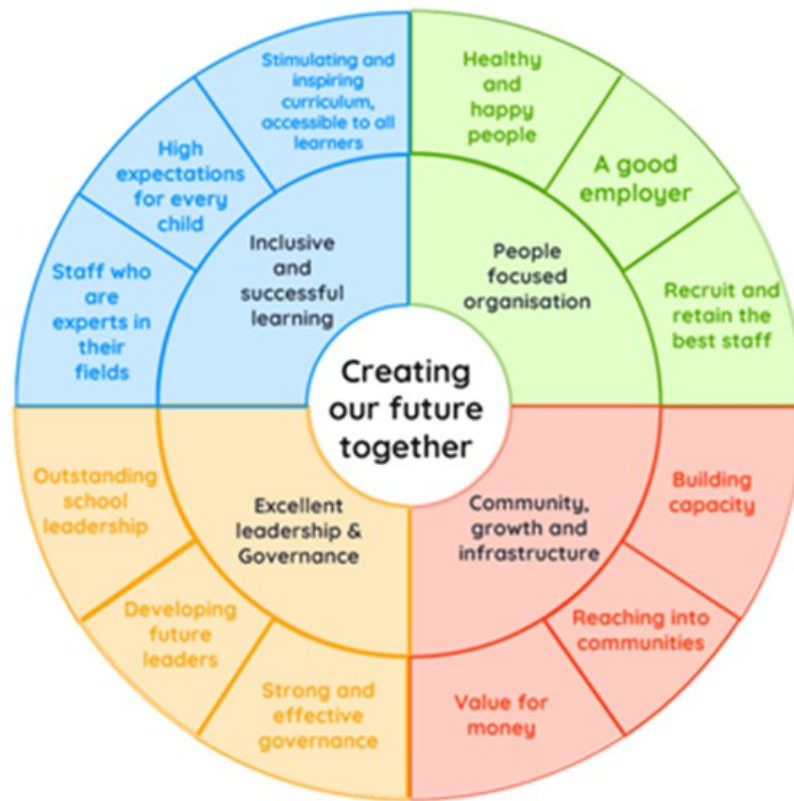 Stimulating and
inspiring
curriculum,
accessible to all
learners
High
expectations
for every
child
Staff who
are
experts in
their
fields
Inclusive
and
successful
learning
Healthy
and
happy
people
A good
employer
Recruit and
retain the
best staff
People
focused
organisation
Creating
our future
together
Outstanding
school
leadership
Developing
future
leaders
Strong and
effective
governance
Excellent
leadership &
Governance
Community,
growth and
infrastructure
Building
capacity
Reaching into
communities
Value for
money